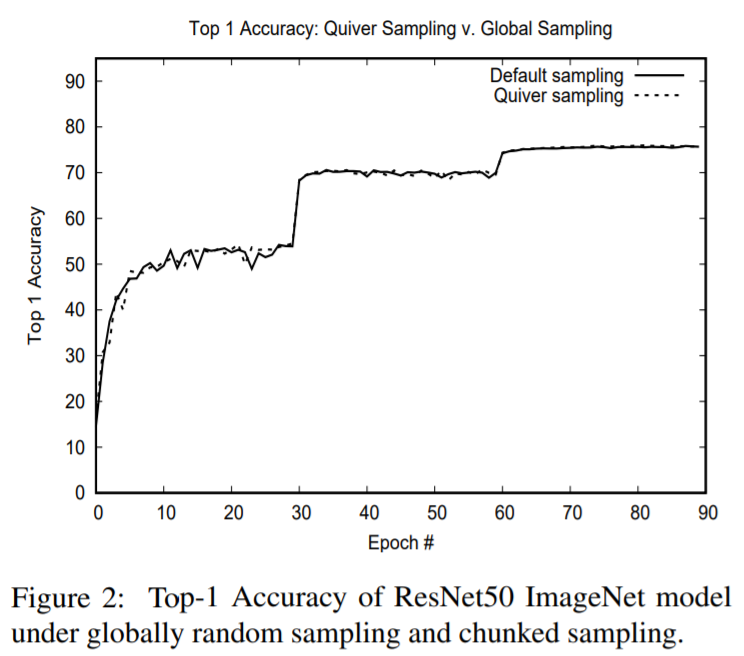 Top 1 Accuracy: Quiver Sampling v. Global Sampling
Default sampling
Quiver sampling
90
80
70
60
50
40
30
20
10
0
Top 1 Accuracy
0 10 20 30 40 50 60 70 80 90
Epoch #
Figure 2: Top-1 Accuracy of ResNet50 ImageNet model
under globally random sampling and chunked sampling.